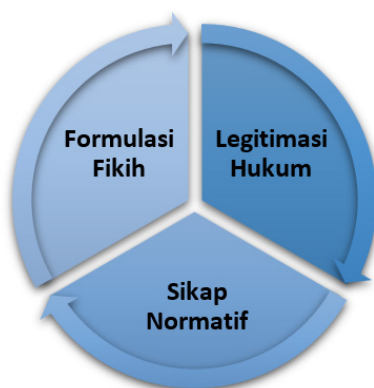 Formulasi
Fikih
Legitimasi
Hukum
Sikap
Normatif